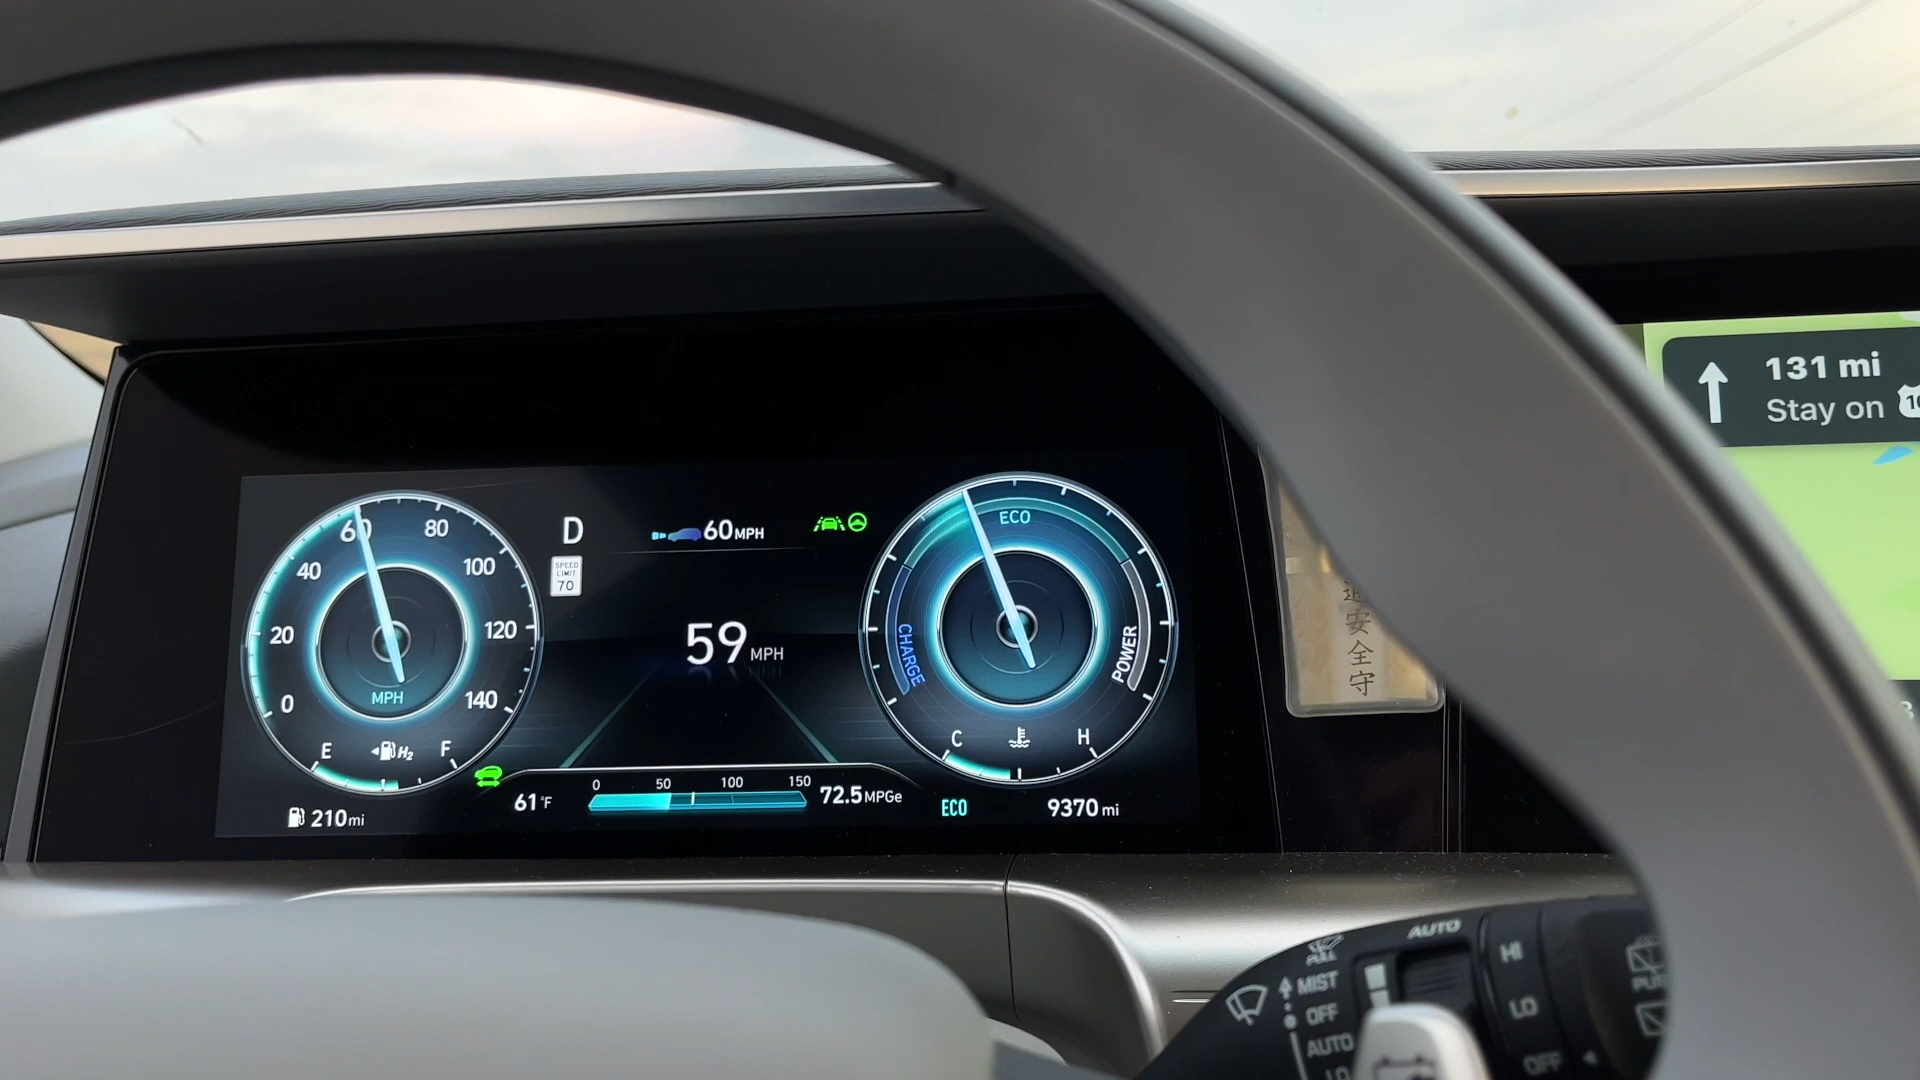 131 mi
Stay on
60
80
40
100
20
120
0
140
MPH
E
H2
F
210mi
D
60MPH
SPEED
LIMIT
70
59 MPH
61°F
0 50 100 150
72.5MPGe
ECO
CHARGE
POWER
C
H
ECO
9370 mi
安
全
守
AUTO
PULL
MIST
OFF
AUTO
LO
HI
LO
OFF